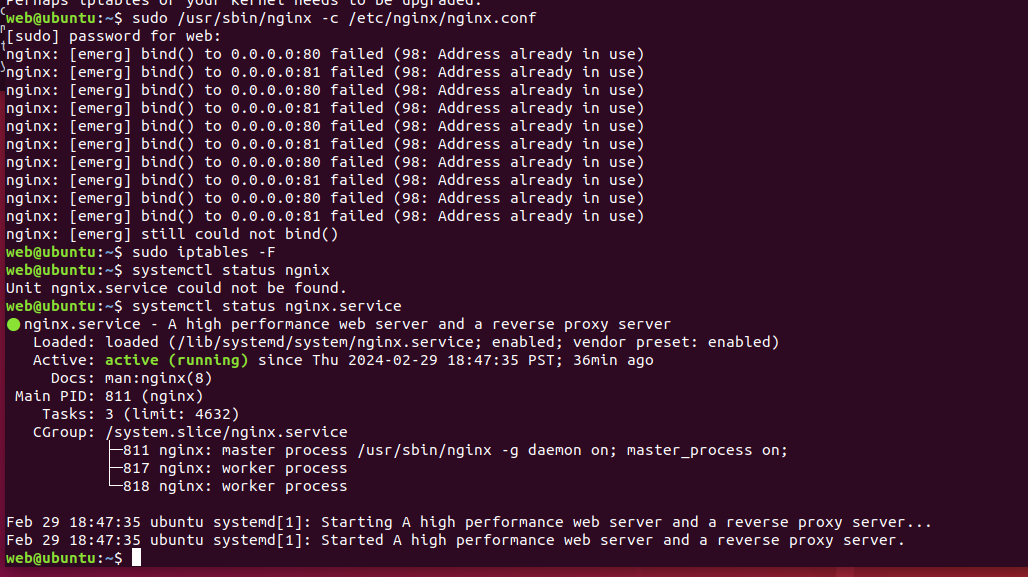 Perhaps iptables or your kernel needs to be upgraded.
web@ubuntu:~$ sudo /usr/sbin/nginx -c /etc/nginx/nginx.conf
[sudo] password for web:
nginx: [emerg] bind() to 0.0.0.0:80 failed (98: Address already in use)
nginx: [emerg] bind() to 0.0.0.0:81 failed (98: Address already in use)
nginx: [emerg] bind() to 0.0.0.0:80 failed (98: Address already in use)
nginx: [emerg] bind() to 0.0.0.0:81 failed (98: Address already in use)
nginx: [emerg] bind() to 0.0.0.0:80 failed (98: Address already in use)
nginx: [emerg] bind() to 0.0.0.0:81 failed (98: Address already in use)
nginx: [emerg] bind() to 0.0.0.0:80 failed (98: Address already in use)
nginx: [emerg] bind() to 0.0.0.0:81 failed (98: Address already in use)
nginx: [emerg] bind() to 0.0.0.0:80 failed (98: Address already in use)
nginx: [emerg] bind() to 0.0.0.0:81 failed (98: Address already in use)
nginx: [emerg] still could not bind()
web@ubuntu:~$ sudo iptables -F
web@ubuntu:~$ systemctl status ngnix
Unit ngnix.service could not be found.
web@ubuntu:~$ systemctl status nginx.service
● nginx.service - A high performance web server and a reverse proxy server
   Loaded: loaded (/lib/systemd/system/nginx.service; enabled; vendor preset: enabled)
   Active: active (running) since Thu 2024-02-29 18:47:35 PST; 36min ago
     Docs: man:nginx(8)
 Main PID: 811 (nginx)
    Tasks: 3 (limit: 4632)
   CGroup: /system.slice/nginx.service
           ├─811 nginx: master process /usr/sbin/nginx -g daemon on; master_process on;
           ├─817 nginx: worker process
           └─818 nginx: worker process
Feb 29 18:47:35 ubuntu systemd[1]: Starting A high performance web server and a reverse proxy server...
Feb 29 18:47:35 ubuntu systemd[1]: Started A high performance web server and a reverse proxy server.
web@ubuntu:~$